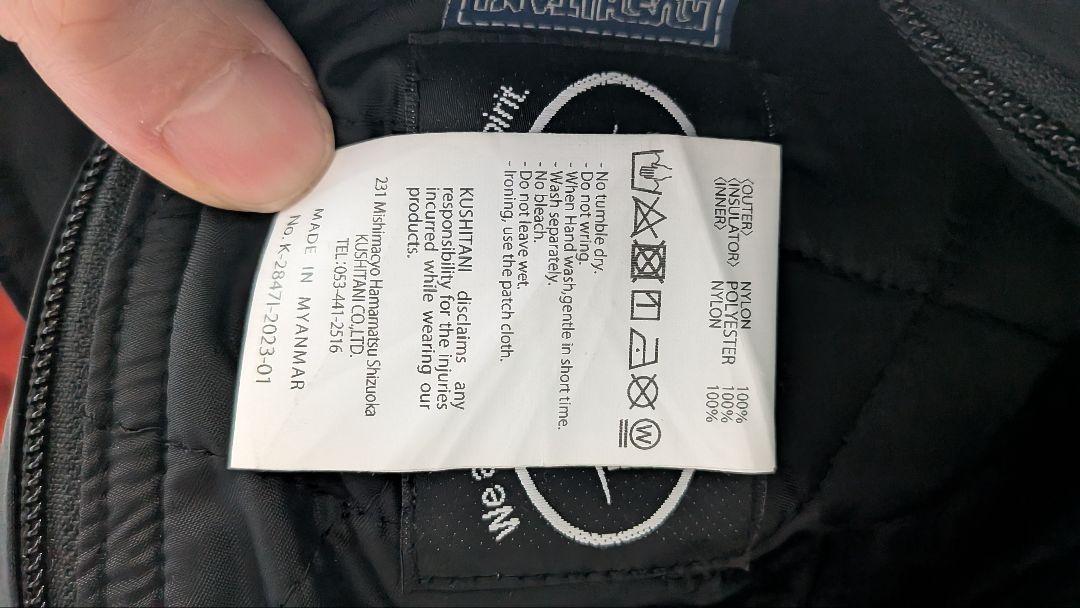 KUSHITANI
〈OUTER〉 NYLON 100%
〈INSULATOR〉 POLYESTER 100%
〈INNER〉 NYLON 100%
W
- No tumble dry.
- Do not wring.
- When Hand wash,gentle in short time.
- Wash separately.
- No bleach.
- Do not leave wet.
- Ironing, use the patch cloth.
KUSHITANI disclaims any
responsibility for the injuries
incurred while wearing our
products.
231 Mishimacyo Hamamatsu Shizuoka
KUSHITANI CO.,LTD.
TEL:053-441-2516
MADE IN MYANMAR
No.K-28471-2023-01
We